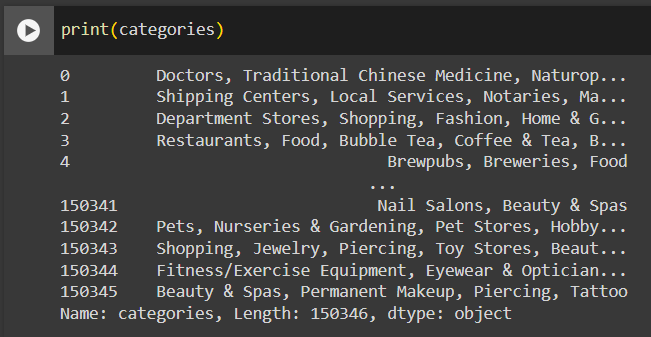 print(categories)
0 Doctors, Traditional Chinese Medicine, Naturop...
1 Shipping Centers, Local Services, Notaries, Ma...
2 Department Stores, Shopping, Fashion, Home & G...
3 Restaurants, Food, Bubble Tea, Coffee & Tea, B...
4 Brewpubs, Breweries, Food
...
150341 Nail Salons, Beauty & Spas
150342 Pets, Nurseries & Gardening, Pet Stores, Hobby...
150343 Shopping, Jewelry, Piercing, Toy Stores, Beaut...
150344 Fitness/Exercise Equipment, Eyewear & Optician...
150345 Beauty & Spas, Permanent Makeup, Piercing, Tattoo
Name: categories, Length: 150346, dtype: object